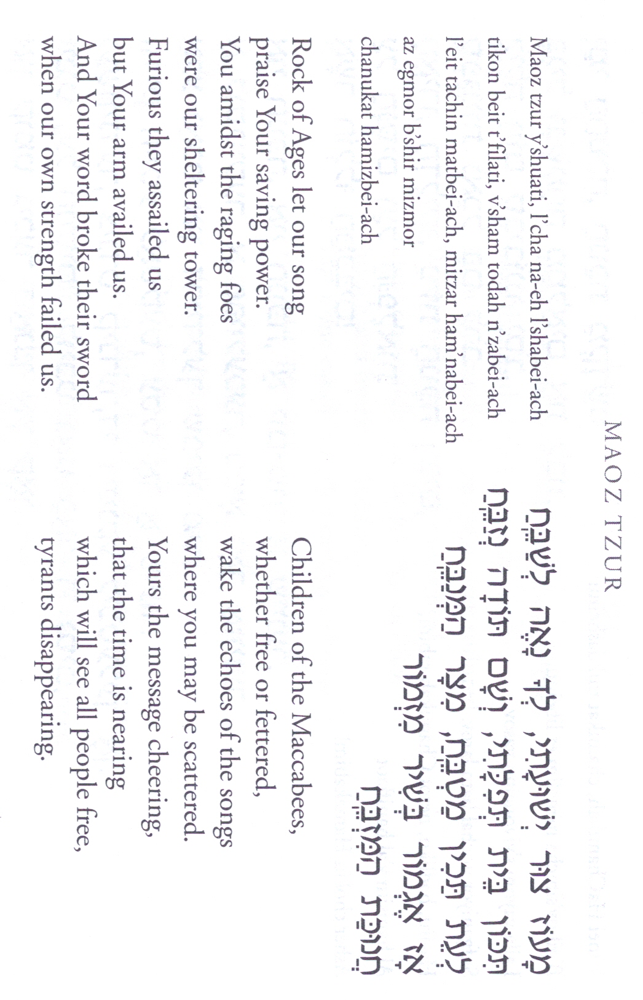 MAOZ TZUR
Maoz tzur y'shuati, l'cha na-eh l'shabei-ach
tikon beit t'filati, v'sham todah n'zabei-ach
l'eit tachin matbei-ach, mitzar ham'nabei-ach
az egmor b'shir mizmor
chanukat hamizbei-ach
מָעוֹז צוּר יְשׁוּעָתִי, לְךָ נָאֶה לְשַׁבֵּֽחַ
תִּכּוֹן בֵּית תְּפִלָּתִי, וְשָׁם תּוֹדָה נְזַבֵּֽחַ
לְעֵת תַּכִין מַטְבֵּֽחַ, מִצָּר הַמְנַבֵּֽחַ
אָז אֶגְמוֹר בְּשִׁיר מִזְמוֹר
חֲנוּכַּת הַמִּזְבֵּֽחַ
Rock of Ages let our song
praise Your saving power.
You amidst the raging foes
were our sheltering tower.
Furious they assailed us
but Your arm availed us.
And Your word broke their sword
when our own strength failed us.
Children of the Maccabees,
whether free or fettered,
wake the echoes of the songs
where you may be scattered.
Yours the message cheering,
that the time is nearing
which will see all people free,
tyrants disappearing.